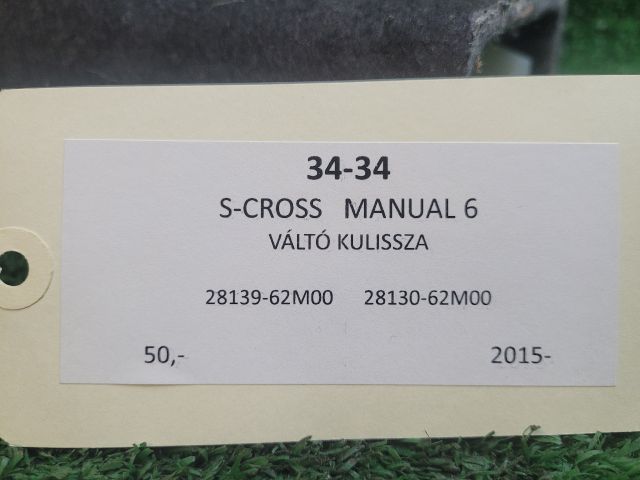 34-34
S-CROSS MANUAL 6
VÁLTÓ KULISSZA
28139-62M00 28130-62M00
50,- 2015-